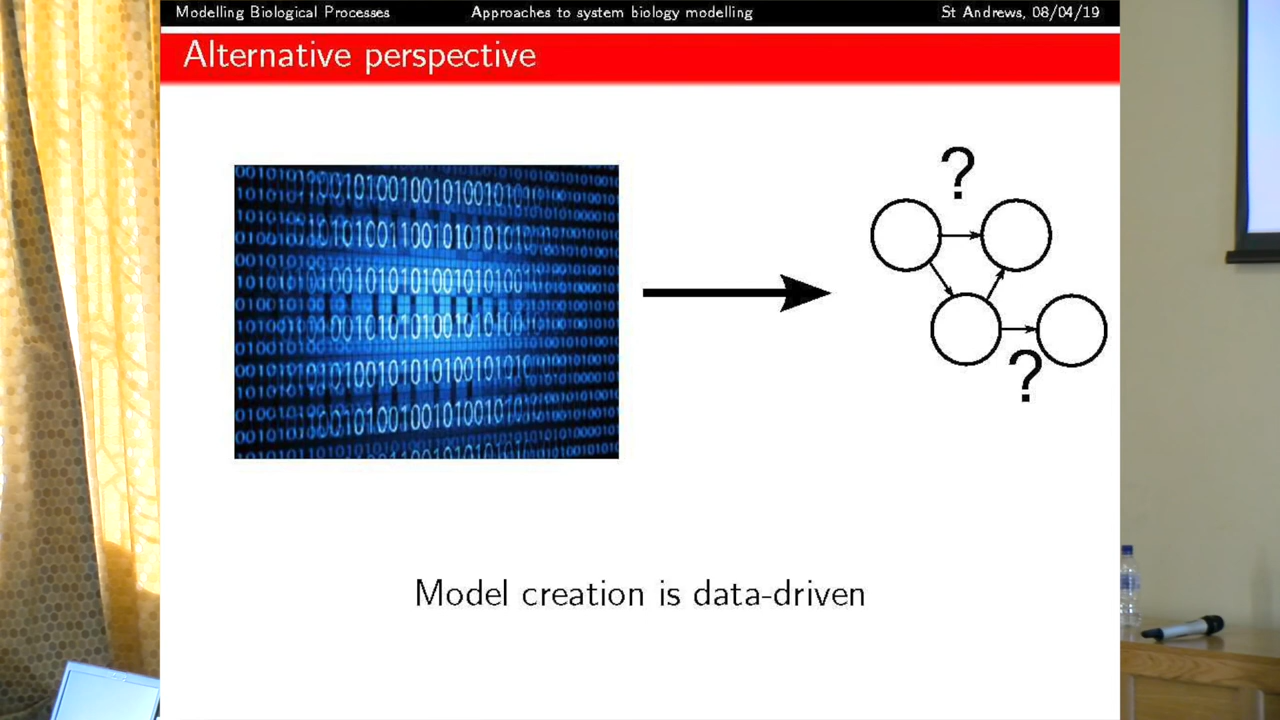 Modelling Biological Processes Approaches to system biology modelling St Andrews, 08/04/19
Alternative perspective
?
?
Model creation is data-driven